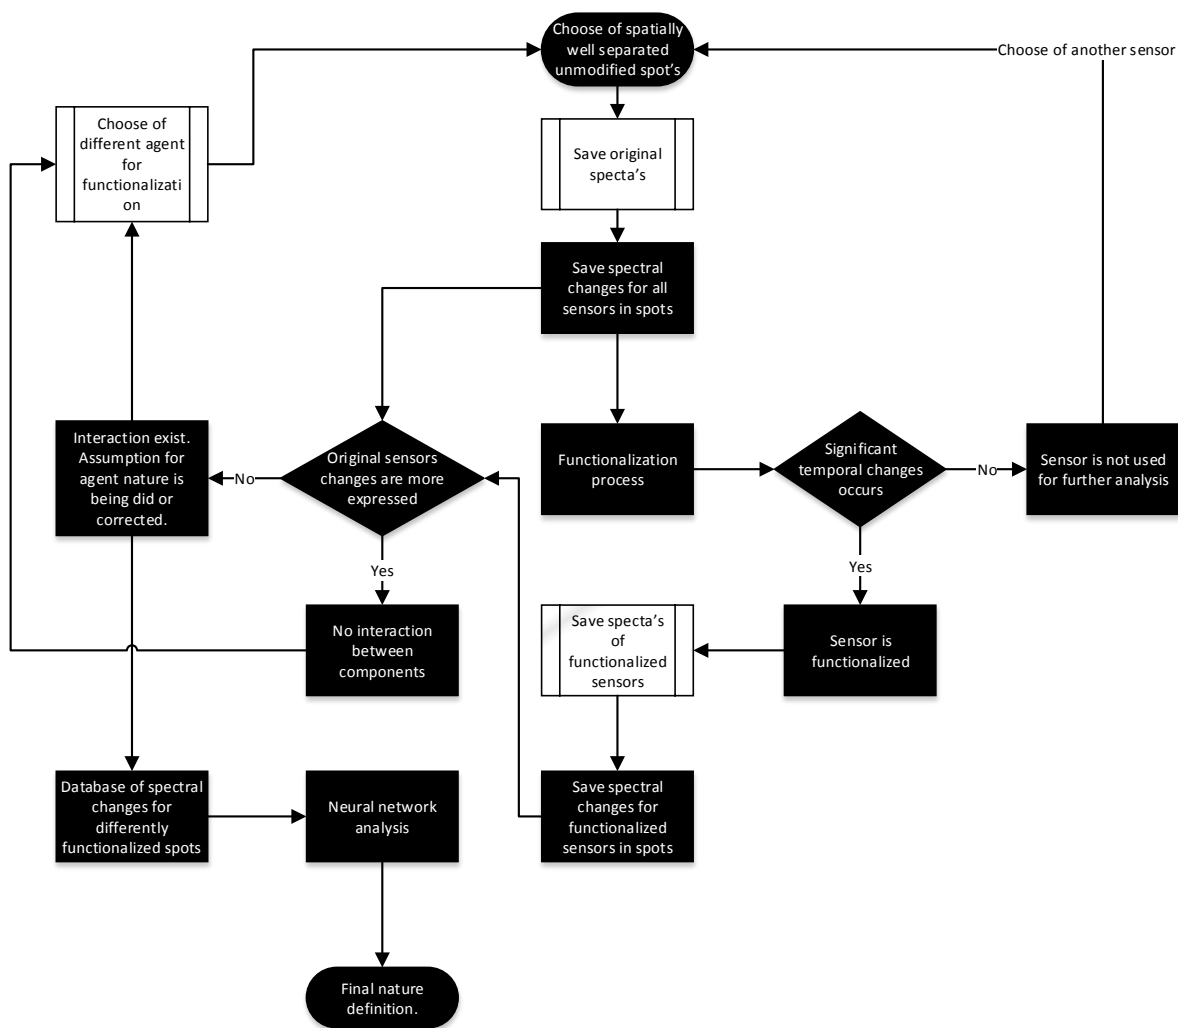 Choose of spatially
well separated
unmodified spot's
Choose of another sensor
Choose of
different agent
for
functionalizati
on
Save original
specta's
Save spectral
changes for all
sensors in spots
Interaction exist.
Assumption for
agent nature is
being did or
corrected.
No
Original sensors
changes are more
expressed
Functionalization
process
Significant
temporal changes
occurs
No
Sensor is not used
for further analysis
Yes
Yes
No interaction
between
components
Save specta's
of
functionalized
sensors
Sensor is
functionalized
Database of spectral
changes for
differently
functionalized spots
Neural network
analysis
Save spectral
changes for
functionalized
sensors in spots
Final nature
definition.